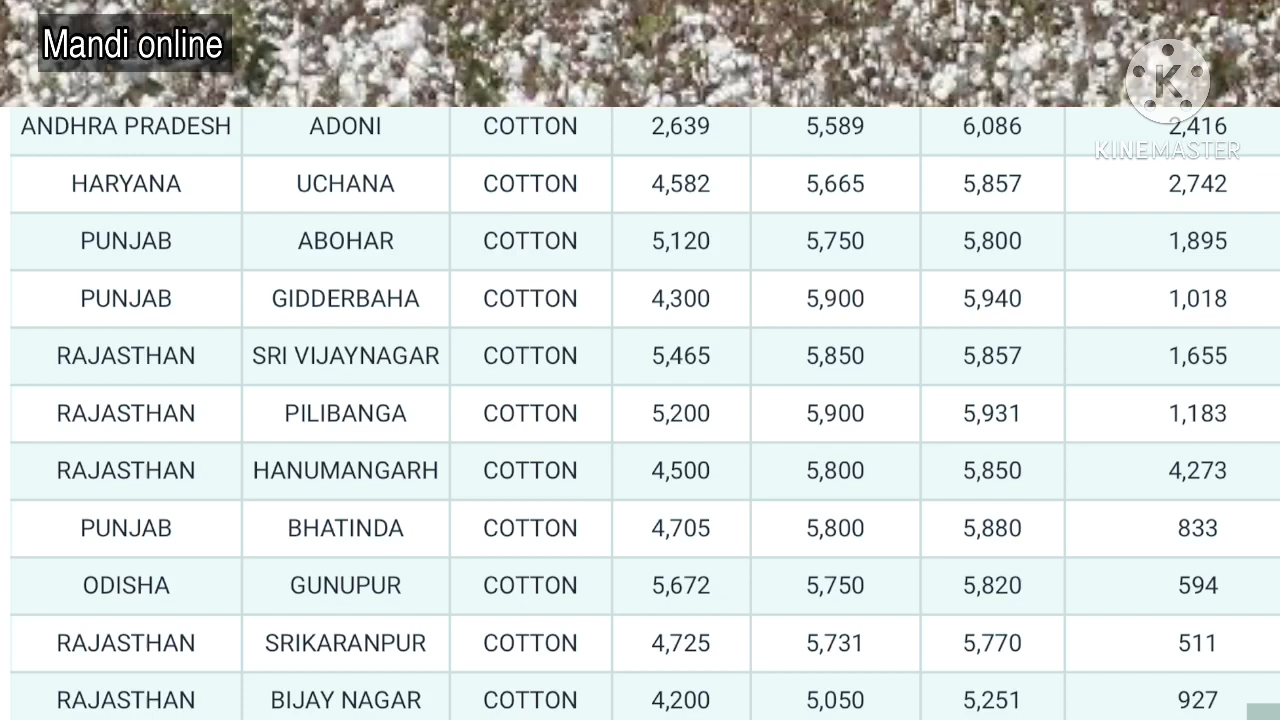 Mandi online
K
KINEMASTER
ANDHRA PRADESH ADONI COTTON 2,639 5,589 6,086 2,416
HARYANA UCHANA COTTON 4,582 5,665 5,857 2,742
PUNJAB ABOHAR COTTON 5,120 5,750 5,800 1,895
PUNJAB GIDDERBAHA COTTON 4,300 5,900 5,940 1,018
RAJASTHAN SRI VIJAYNAGAR COTTON 5,465 5,850 5,857 1,655
RAJASTHAN PILIBANGA COTTON 5,200 5,900 5,931 1,183
RAJASTHAN HANUMANGARH COTTON 4,500 5,800 5,850 4,273
PUNJAB BHATINDA COTTON 4,705 5,800 5,880 833
ODISHA GUNUPUR COTTON 5,672 5,750 5,820 594
RAJASTHAN SRIKARANPUR COTTON 4,725 5,731 5,770 511
RAJASTHAN BIJAY NAGAR COTTON 4,200 5,050 5,251 927